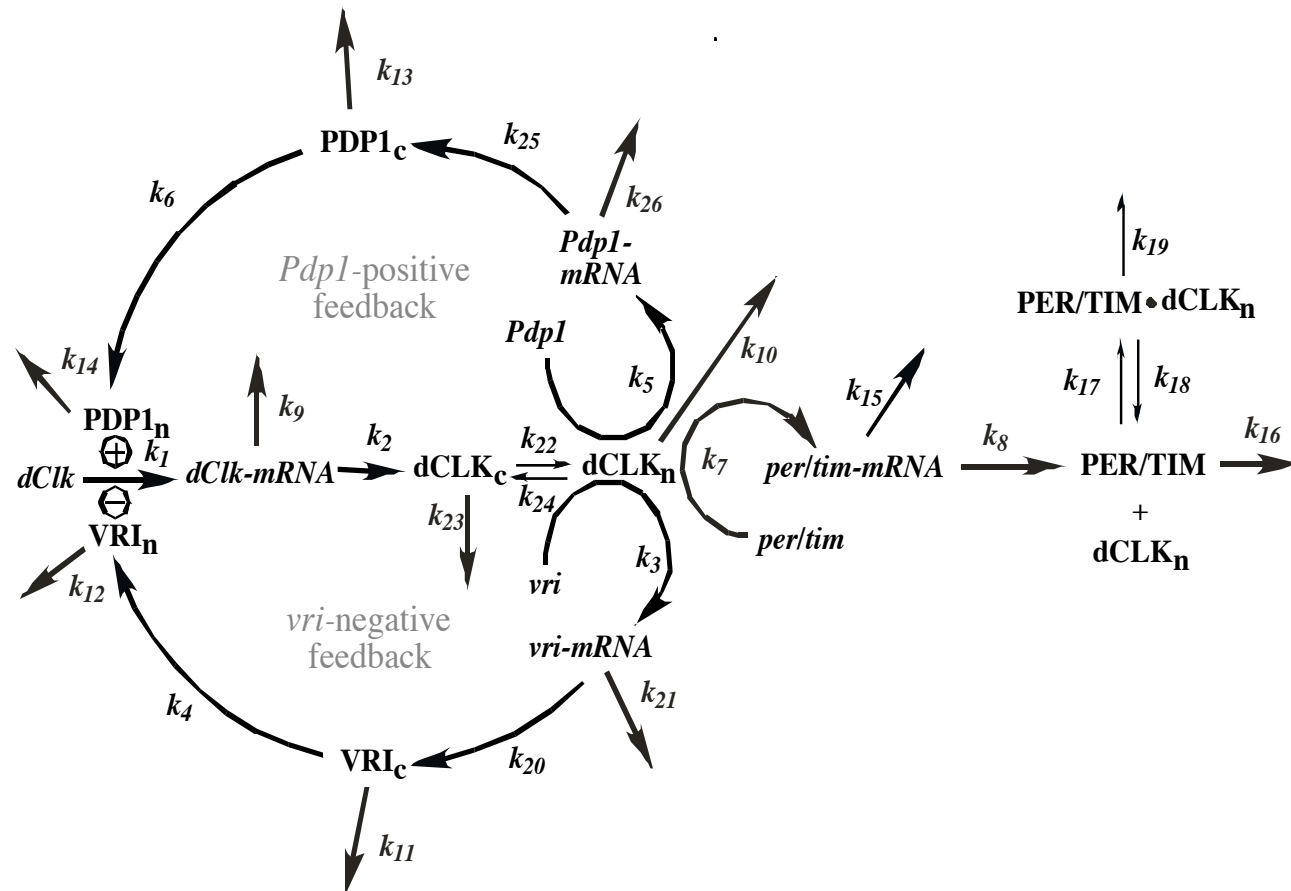 k13
PDP1c
k25
k6
k26
Pdp1-
mRNA
k19
Pdp1-positive
feedback
PER/TIM•dCLKn
Pdp1
k10
k14
k5
k15
k17
k18
k9
PDP1n
+
k1
k2
k22
k7
k8
k16
dClk
dClk-mRNA
dCLKc
dCLKn
per/tim-mRNA
PER/TIM
−
k24
k23
+
VRIn
k3
per/tim
dCLKn
k12
vri
vri-negative
feedback
vri-mRNA
k21
k4
VRIc
k20
k11